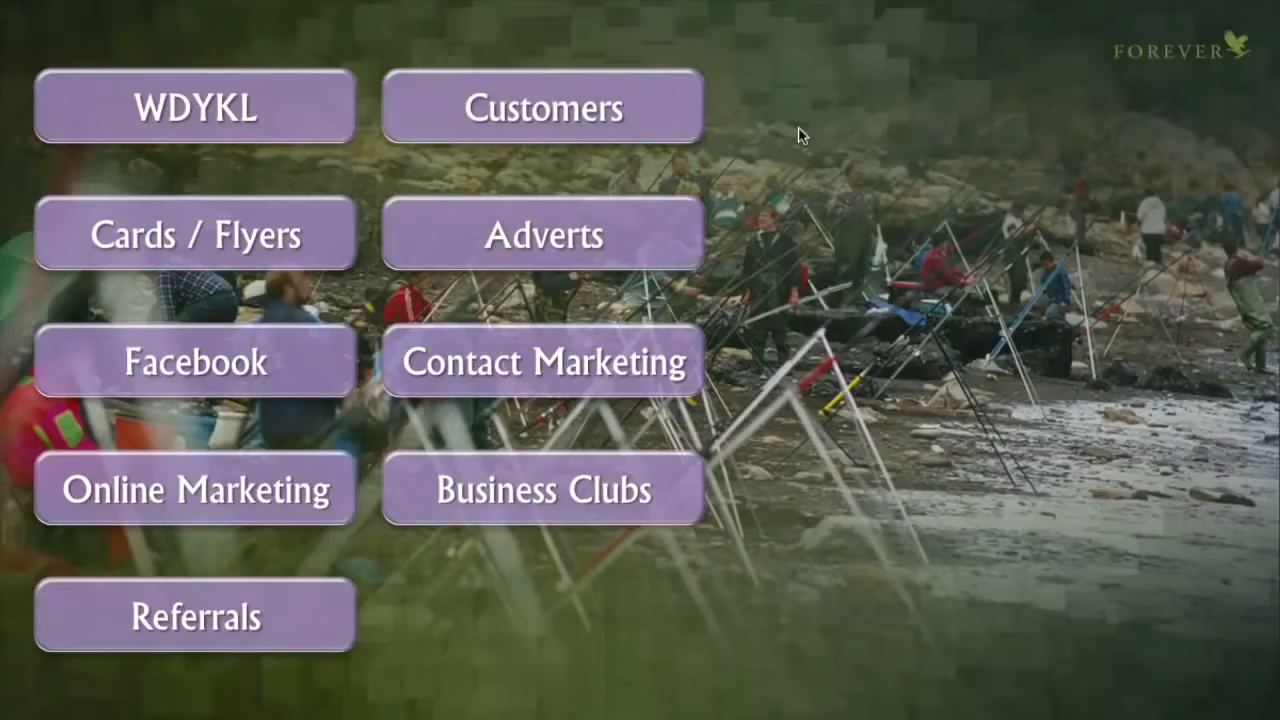 FOREVER
WDYKL
Customers
Cards / Flyers
Adverts
Facebook
Contact Marketing
Online Marketing
Business Clubs
Referrals